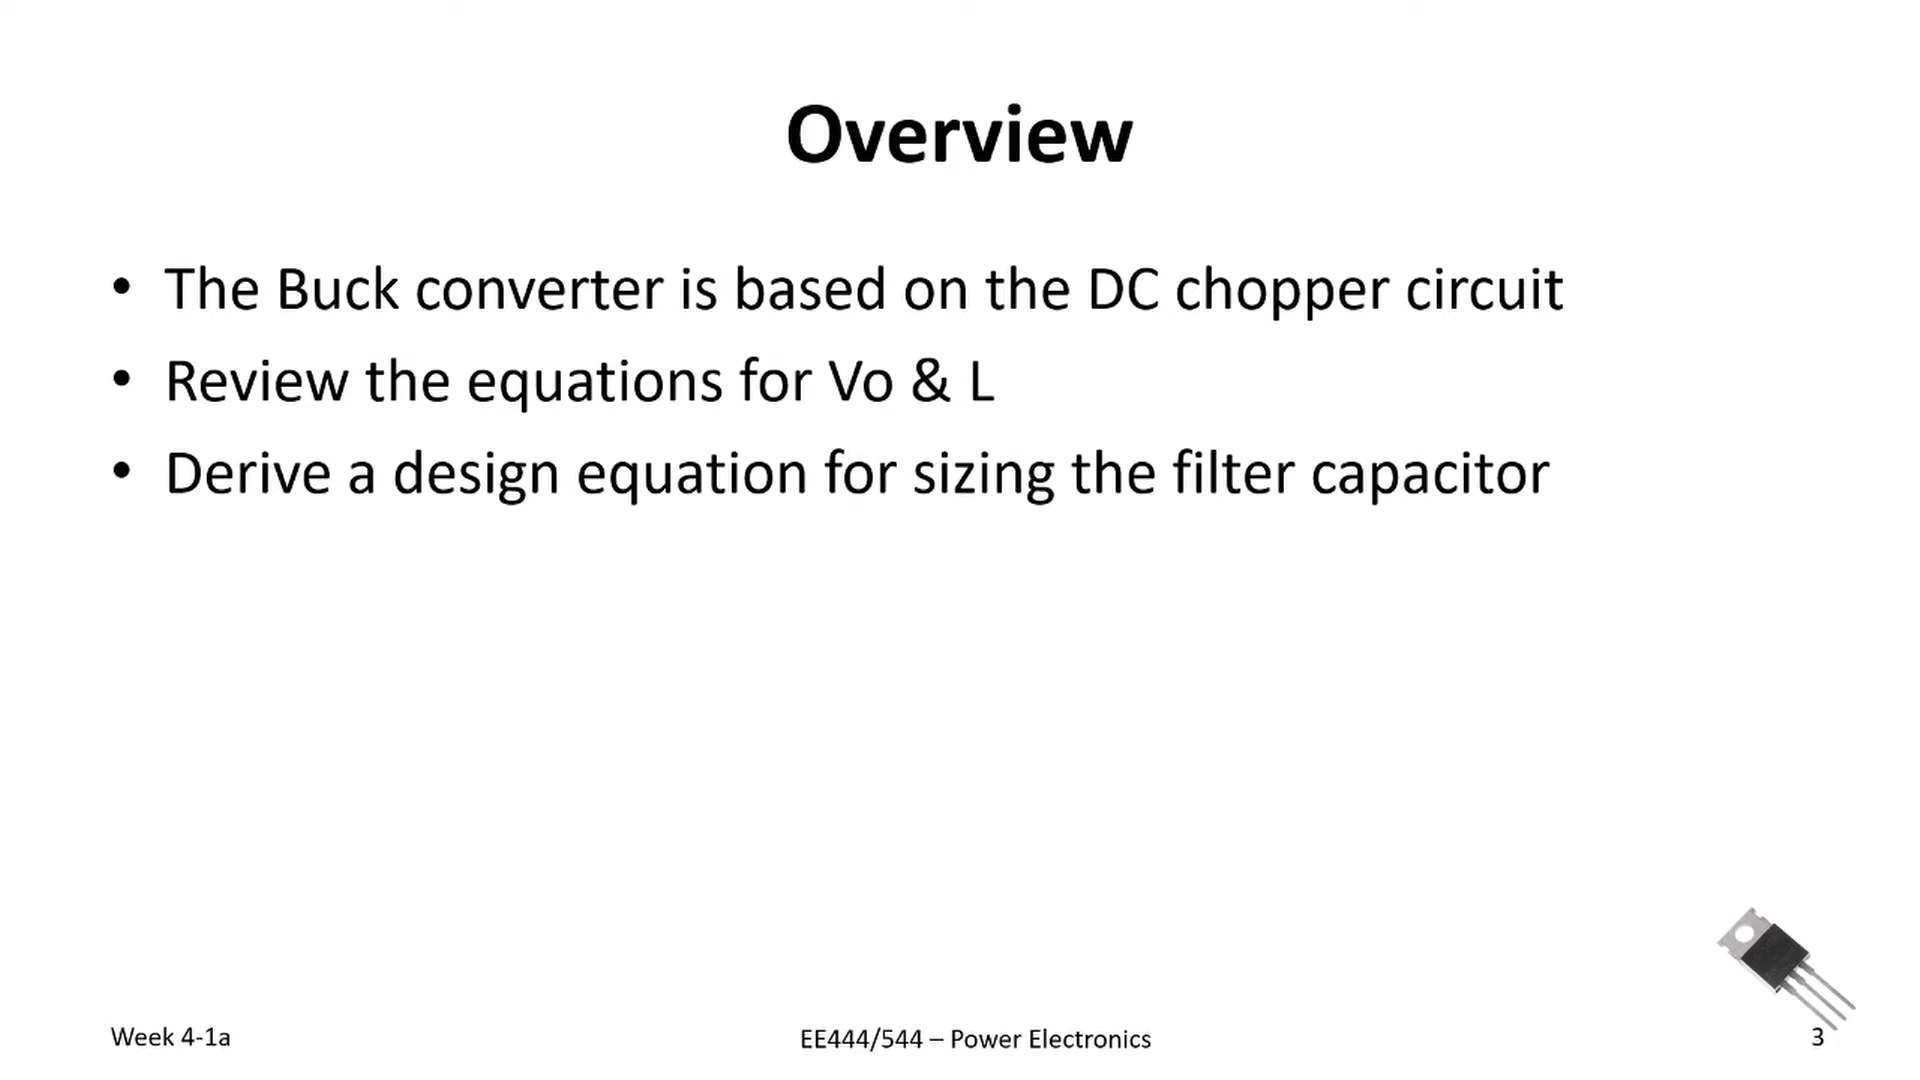 Overview
• The Buck converter is based on the DC chopper circuit
• Review the equations for Vo & L
• Derive a design equation for sizing the filter capacitor
Week 4-1a
EE444/544 – Power Electronics
3